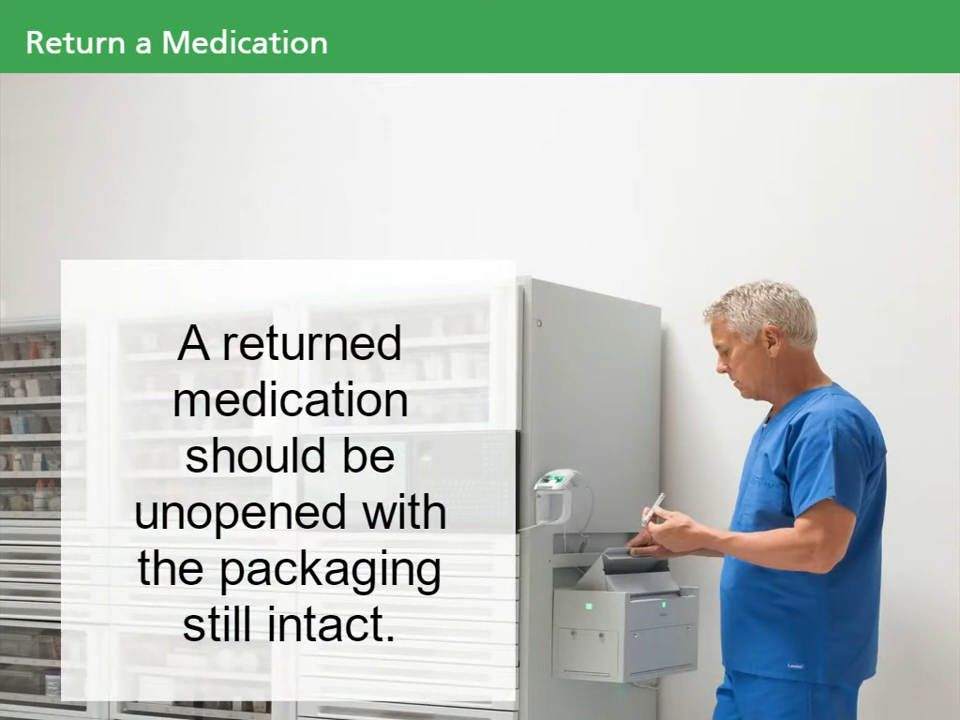 Return a Medication
A returned
medication
should be
unopened with
the packaging
still intact.